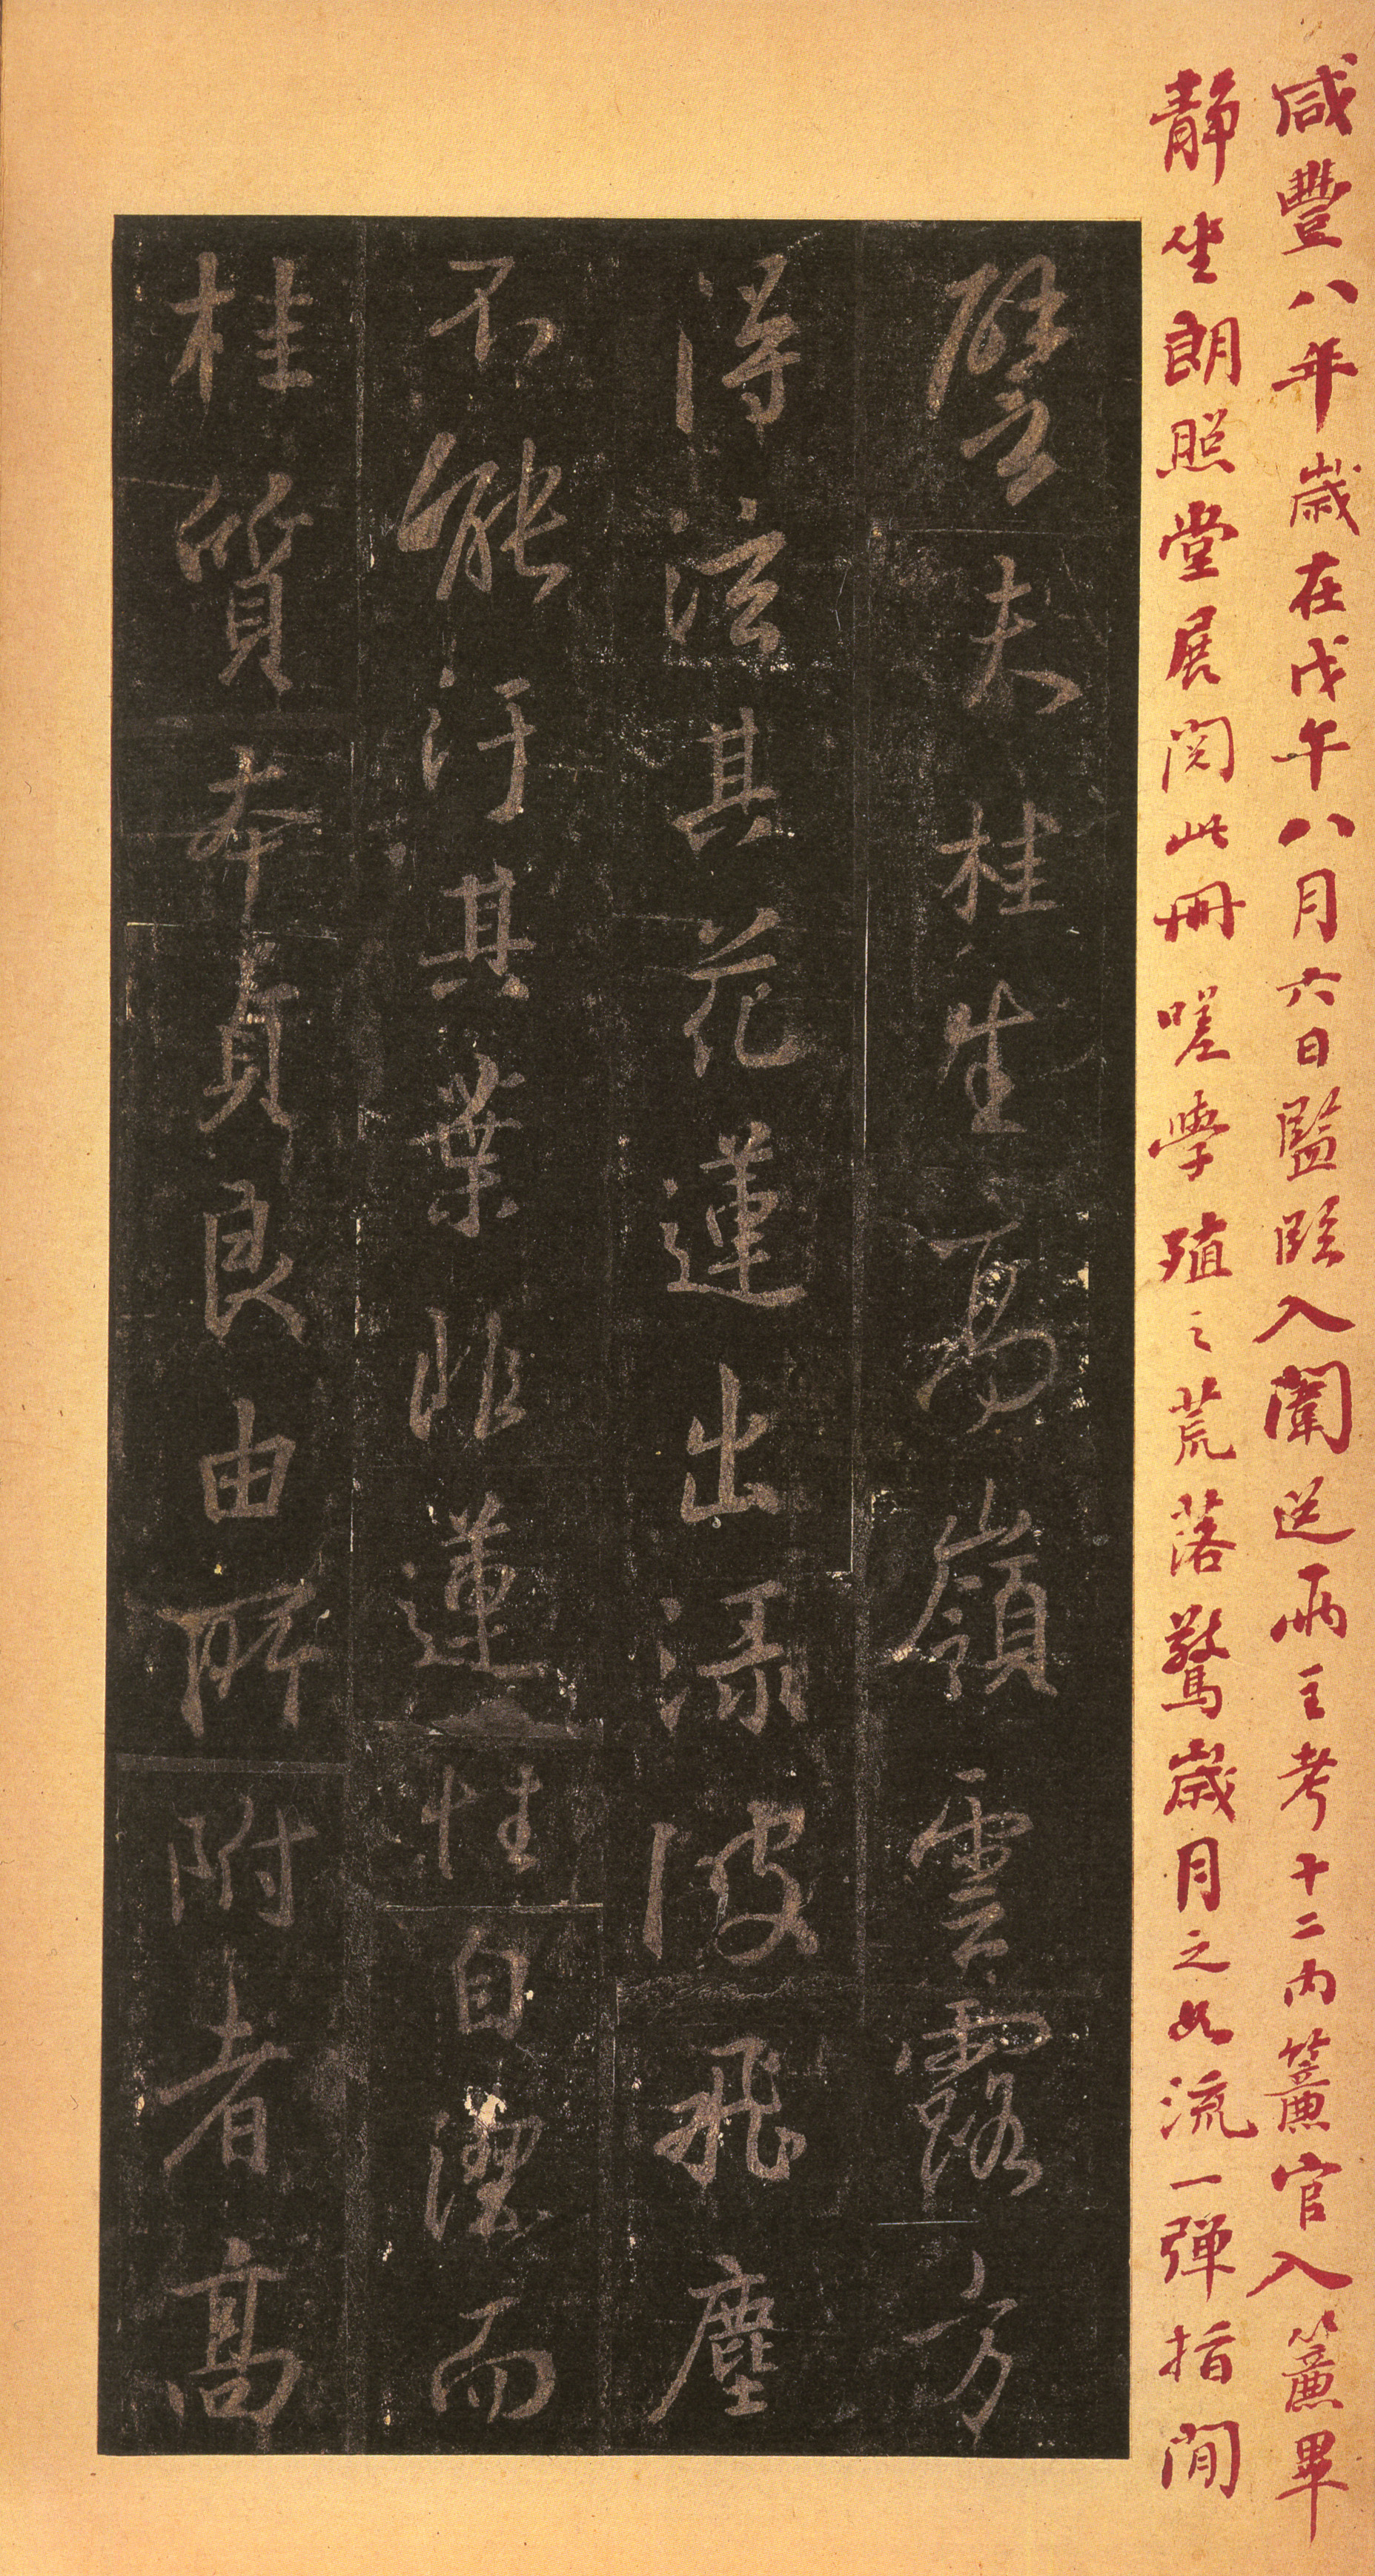 咸豐八年歲在戊午八月六日監臨入闈送兩主考十二內簾官入簾畢
靜坐朗照堂展閱此冊嗟學殖之荒落驚歲月之如流一彈指間
譬夫桂生高嶺雲露方
得泫其花蓮出淥波飛塵
不能汙其葉非蓮性自潔而
桂質本貞良由所附者高